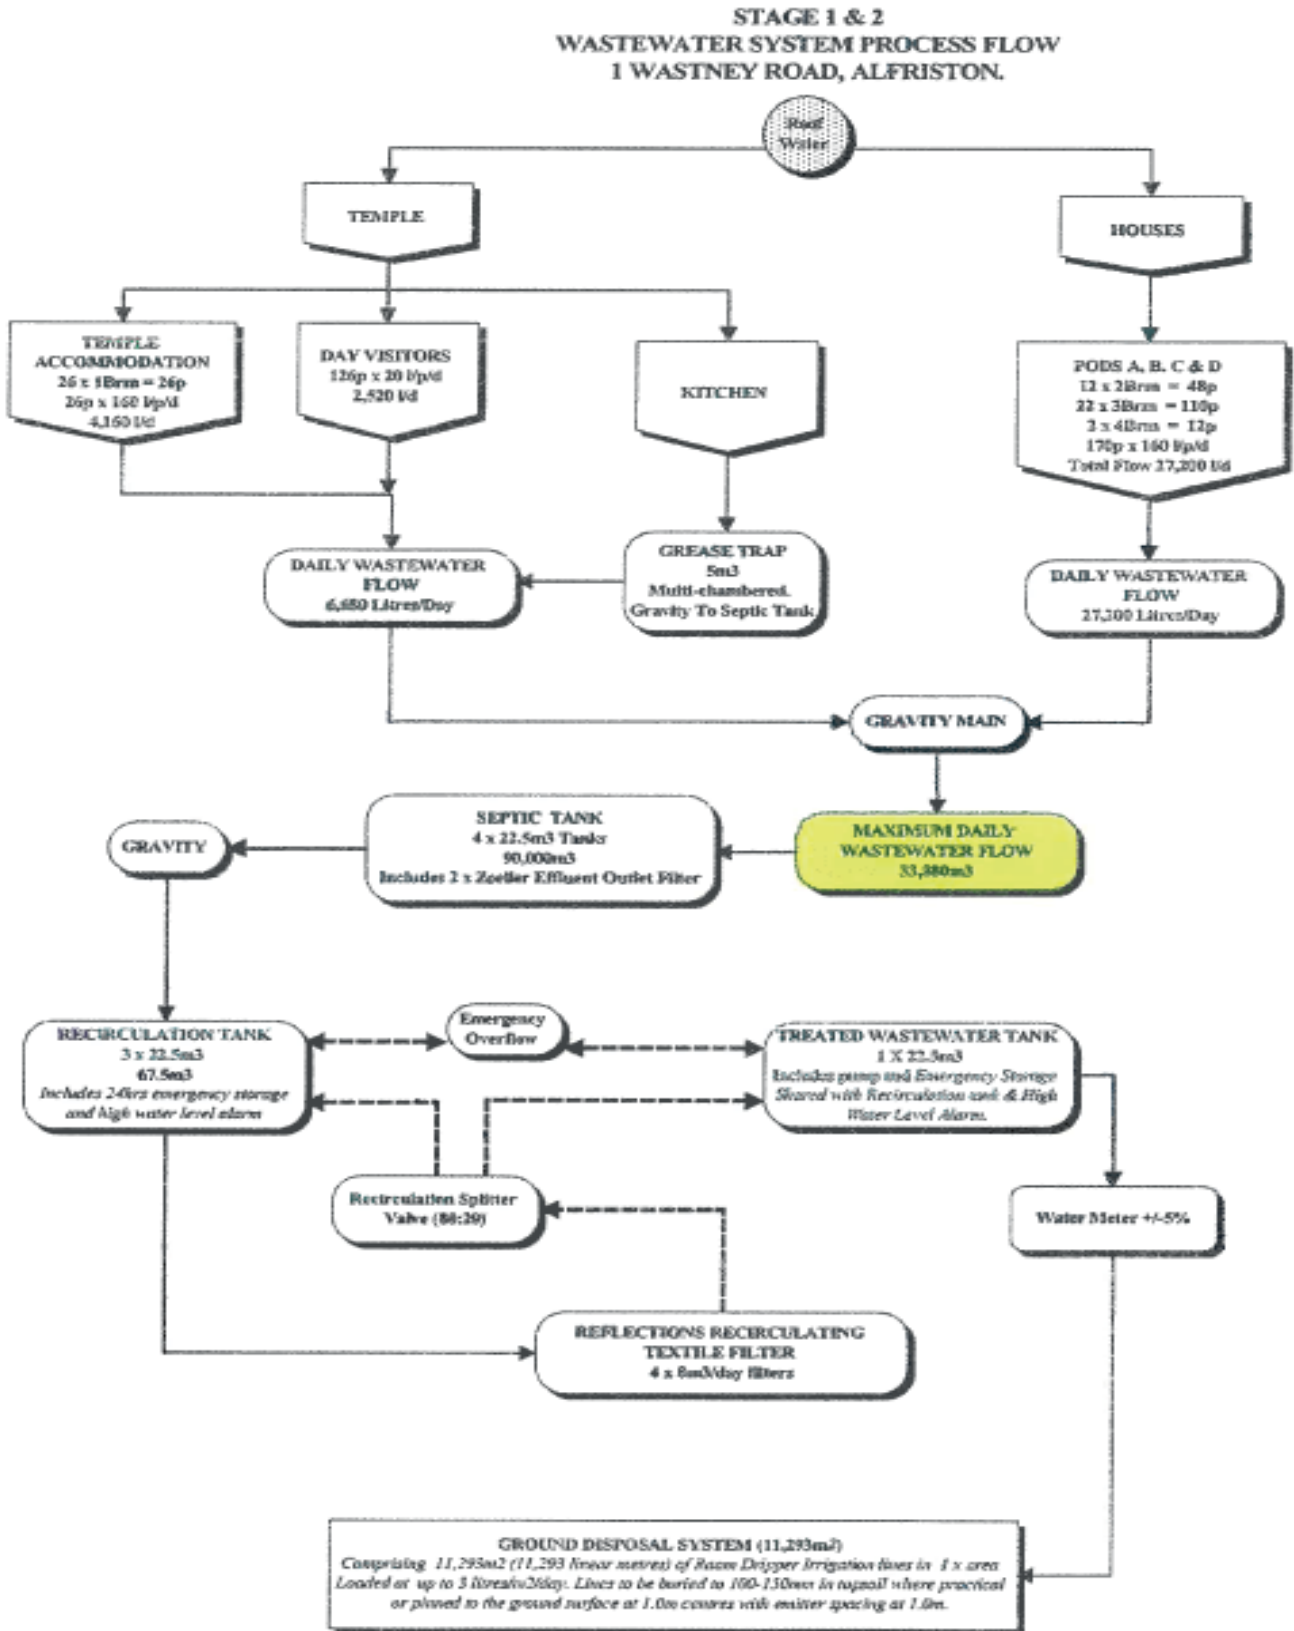 STAGE 1 & 2
WASTEWATER SYSTEM PROCESS FLOW
1 WASTNEY ROAD, ALFRISTON.
Roof
Water
TEMPLE
HOUSES
TEMPLE
ACCOMMODATION
26 x 1Brm = 26p
26p x 160 l/p/d
4,160 l/d
DAY VISITORS
126p x 20 l/p/d
2,520 l/d
KITCHEN
PODS A, B, C & D
12 x 2Brm = 48p
22 x 3Brm = 110p
2 x 4Brm = 12p
170p x 160 l/p/d
Total Flow 27,200 l/d
DAILY WASTEWATER
FLOW
6,680 Litres/Day
GREASE TRAP
5m3
Multi-chambered.
Gravity To Septic Tank
DAILY WASTEWATER
FLOW
27,200 Litres/Day
GRAVITY MAIN
GRAVITY
SEPTIC TANK
4 x 22.5m3 Tanks
90,000m3
Includes 2 x Zoeller Effluent Outlet Filter
MAXIMUM DAILY
WASTEWATER FLOW
33,880m3
RECIRCULATION TANK
3 x 22.5m3
67.5m3
Includes 24hrs emergency storage
and high water level alarm
Emergency
Overflow
TREATED WASTEWATER TANK
1 X 22.5m3
Includes pump and Emergency Storage
Shared with Recirculation tank & High
Water Level Alarm.
Recirculation Splitter
Valve (80:20)
Water Meter +/-5%
REFLECTIONS RECIRCULATING
TEXTILE FILTER
4 x 8m3/day filters
GROUND DISPOSAL SYSTEM (11,293m2)
Comprising 11,293m2 (11,293 linear metres) of Raam Dripper Irrigation lines in 1 x area
Loaded at up to 3 litres/m2/day. Lines to be buried to 100-150mm in topsoil where practical
or pinned to the ground surface at 1.0m centres with emitter spacing at 1.0m.